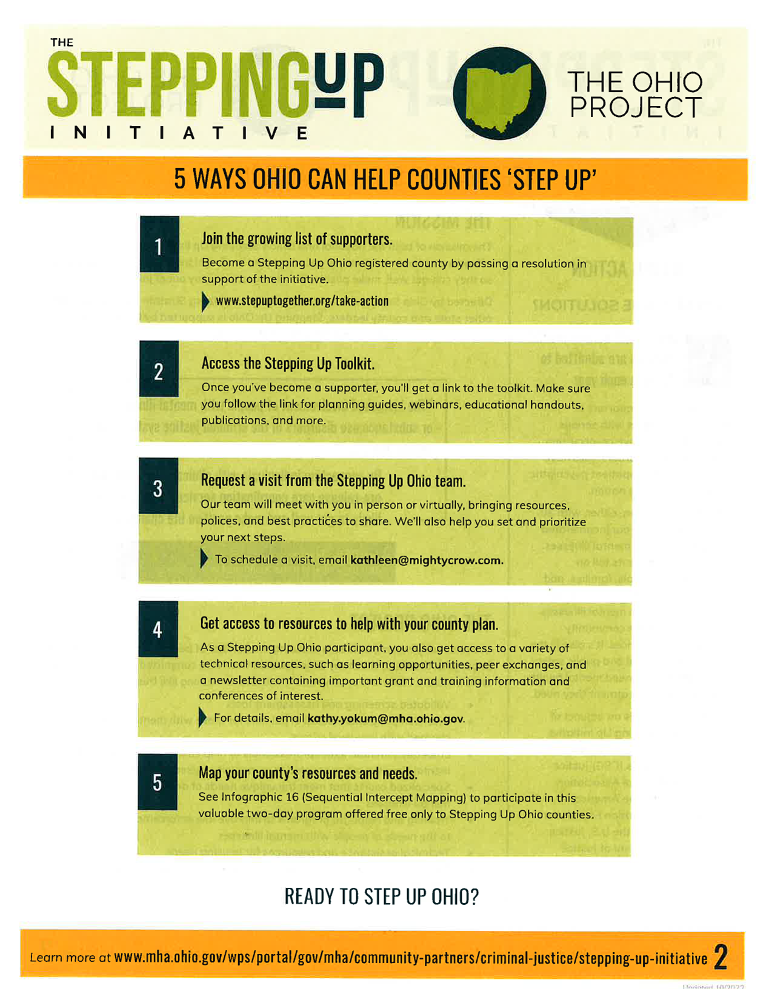 THE
STEPPINGUP
INITIATIVE
THE OHIO
PROJECT
5 WAYS OHIO CAN HELP COUNTIES ‘STEP UP’
1
Join the growing list of supporters.
Become a Stepping Up Ohio registered county by passing a resolution in
support of the initiative.
www.stepuptogether.org/take-action
2
Access the Stepping Up Toolkit.
Once you’ve become a supporter, you’ll get a link to the toolkit. Make sure
you follow the link for planning guides, webinars, educational handouts,
publications, and more.
3
Request a visit from the Stepping Up Ohio team.
Our team will meet with you in person or virtually, bringing resources,
polices, and best practices to share. We’ll also help you set and prioritize
your next steps.
To schedule a visit, email kathleen@mightycrow.com.
4
Get access to resources to help with your county plan.
As a Stepping Up Ohio participant, you also get access to a variety of
technical resources, such as learning opportunities, peer exchanges, and
a newsletter containing important grant and training information and
conferences of interest.
For details, email kathy.yokum@mha.ohio.gov.
5
Map your county’s resources and needs.
See Infographic 16 (Sequential Intercept Mapping) to participate in this
valuable two-day program offered free only to Stepping Up Ohio counties.
READY TO STEP UP OHIO?
Learn more at www.mha.ohio.gov/wps/portal/gov/mha/community-partners/criminal-justice/stepping-up-initiative 2
Updated 10/2022